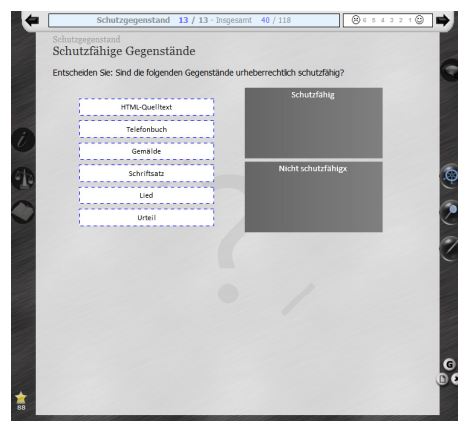 Schutzgegenstand 13 / 13 - Insgesamt 40 / 118
6 5 4 3 2 1
Schutzgegenstand
Schutzfähige Gegenstände
Entscheiden Sie: Sind die folgenden Gegenstände urheberrechtlich schutzfähig?
HTML-Quelltext
Telefonbuch
Gemälde
Schriftsatz
Lied
Urteil
Schutzfähig
Nicht schutzfähigx
G
88